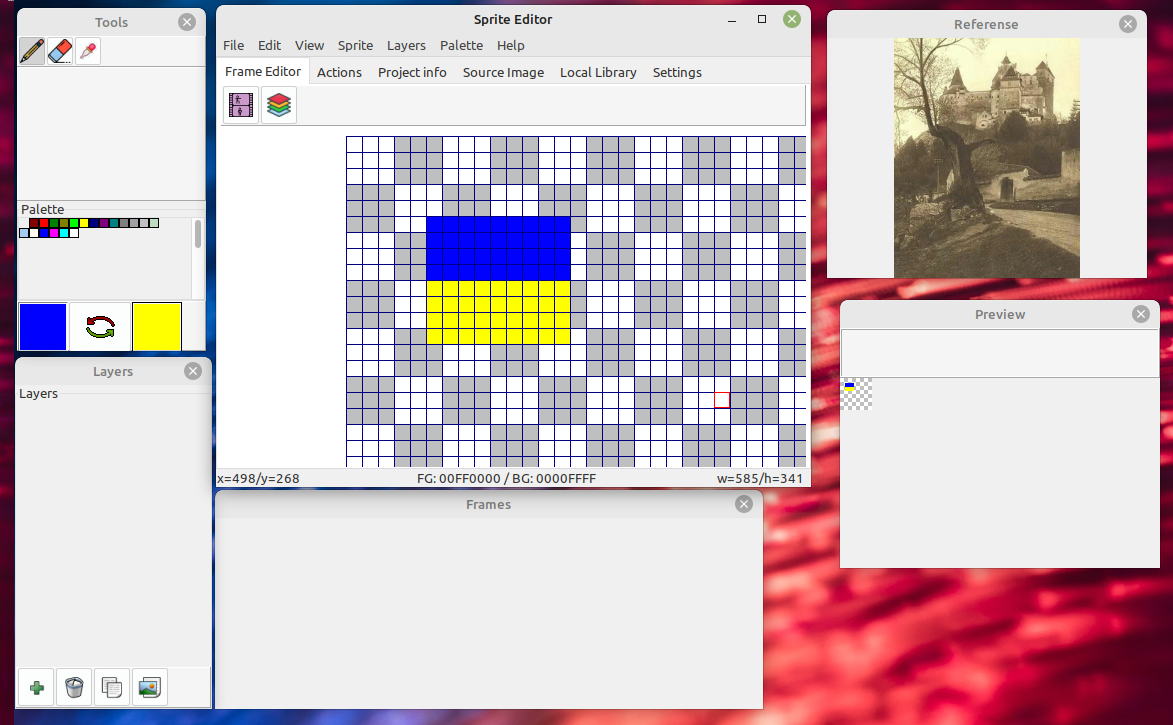 Tools
Palette
Layers
Layers
Sprite Editor
File Edit View Sprite Layers Palette Help
Frame Editor Actions Project info Source Image Local Library Settings
x=498/y=268 FG: 00FF0000 / BG: 0000FFFF w=585/h=341
Frames
Referense
Preview